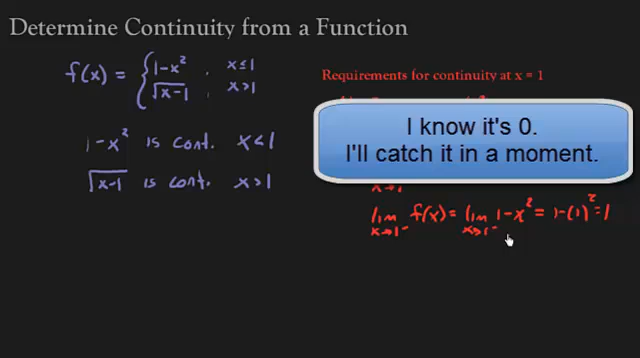 Determine Continuity from a Function
f(x) = { 1-x² , x ≤ 1
√x-1 , x > 1
1-x² is cont. x < 1
√x-1 is cont. x > 1
Requirements for continuity at x = 1
I know it's 0.
I'll catch it in a moment.
x→1⁻
lim f(x) = lim 1-x² = 1-(1)² = 1
x→1⁻ x→1⁻